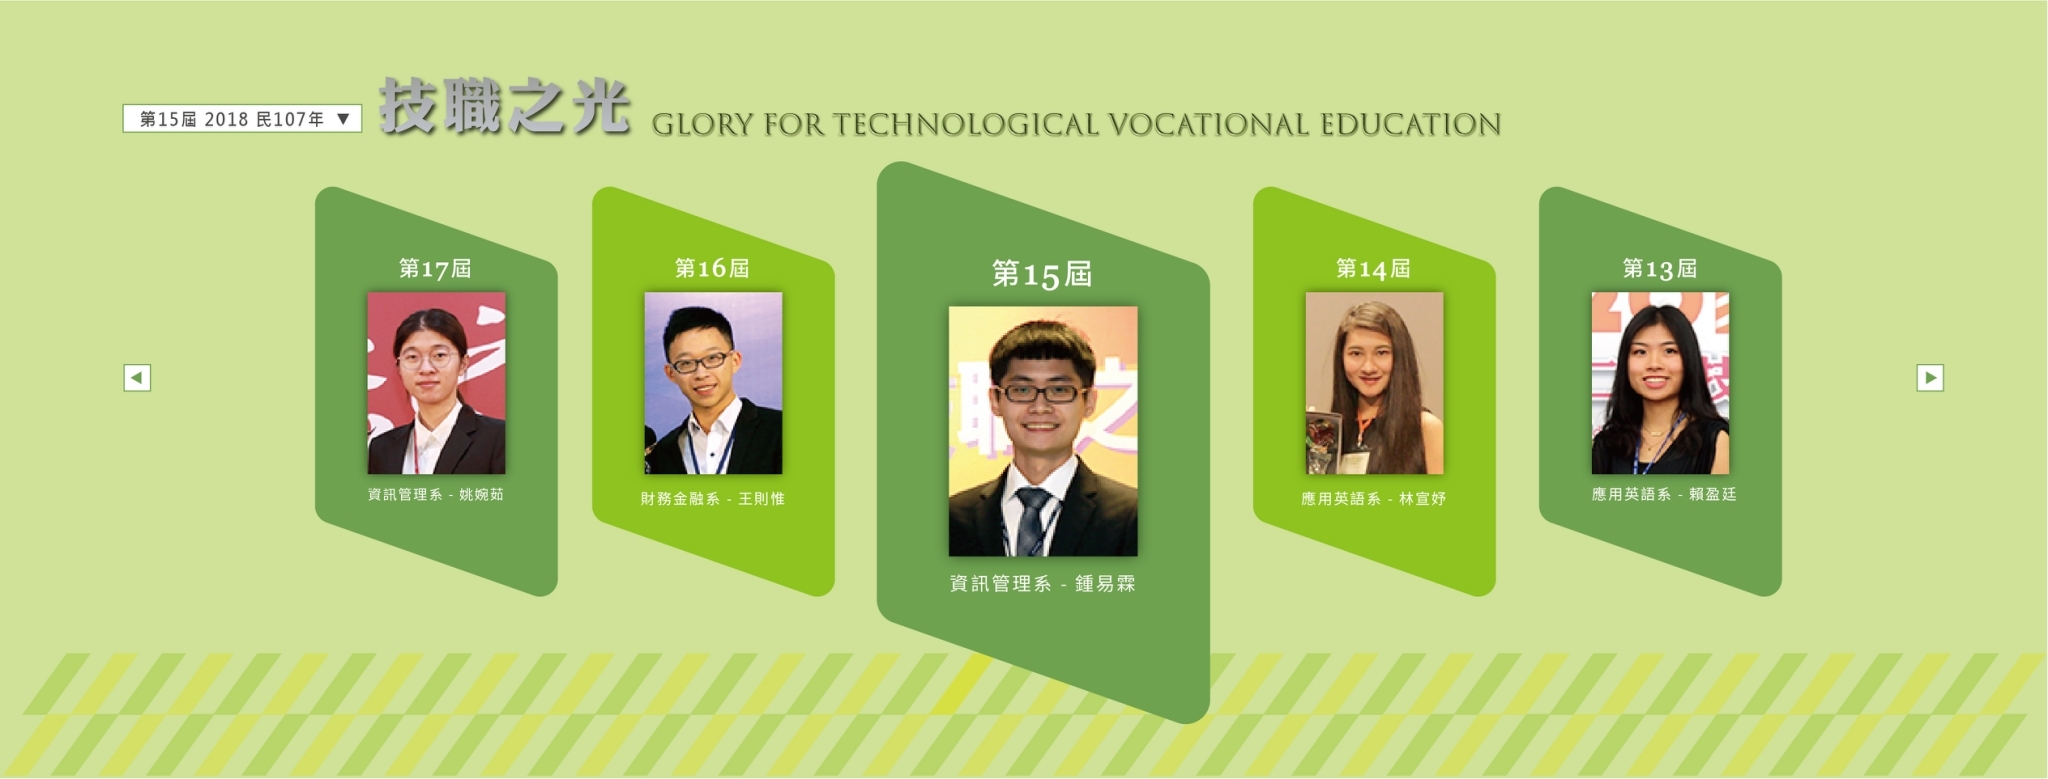 第15屆 2018 民107年 ▼
技職之光 GLORY FOR TECHNOLOGICAL VOCATIONAL EDUCATION
第17屆
資訊管理系 - 姚婉茹
第16屆
財務金融系 - 王則惟
第15屆
職之
資訊管理系 - 鍾易霖
第14屆
應用英語系 - 林宣妤
第13屆
應用英語系 - 賴盈廷